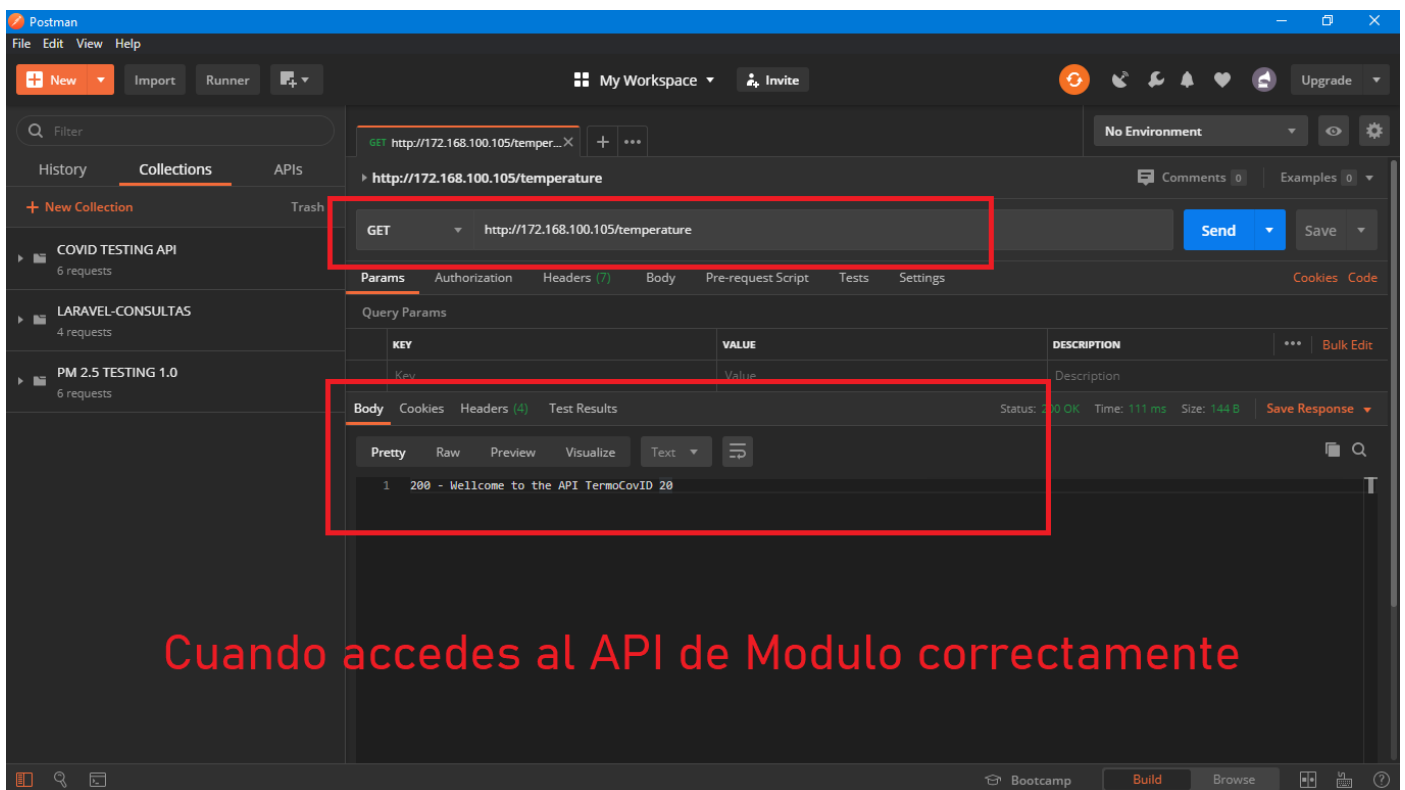 Postman
File Edit View Help
New Import Runner My Workspace Invite Upgrade
Filter
History Collections APIs
+ New Collection Trash
COVID TESTING API
6 requests
LARAVEL-CONSULTAS
4 requests
PM 2.5 TESTING 1.0
6 requests
GET http://172.168.100.105/temper... No Environment
http://172.168.100.105/temperature Comments 0 Examples 0
GET http://172.168.100.105/temperature Send Save
Params Authorization Headers (7) Body Pre-request Script Tests Settings Cookies Code
Query Params
KEY VALUE DESCRIPTION ••• Bulk Edit
Key Value Description
Body Cookies Headers (4) Test Results Status: 200 OK Time: 111 ms Size: 144 B Save Response
Pretty Raw Preview Visualize Text
1 200 - Wellcome to the API TermoCovID 20
Cuando accedes al API de Modulo correctamente
Bootcamp Build Browse